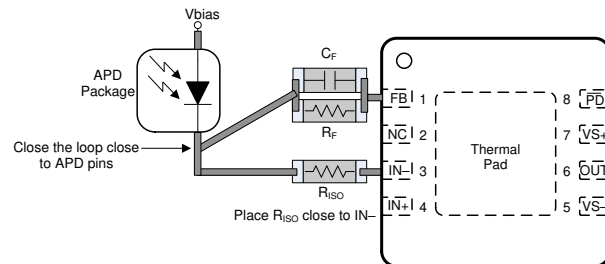 Vbias
APD
Package
Close the loop close
to APD pins
CF
RF
RISO
Place RISO close to IN–
FB 1
NC 2
IN– 3
IN+ 4
Thermal
Pad
8 PD
7 VS+
6 OUT
5 VS–